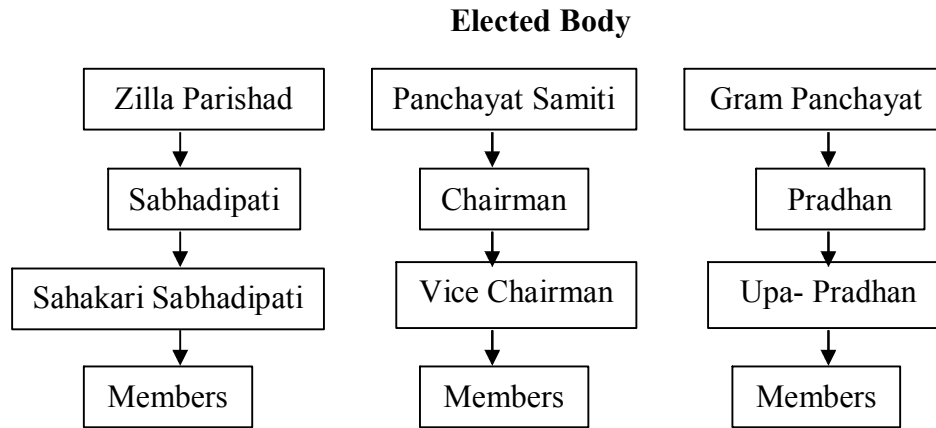 Elected Body
Zilla Parishad
Sabhadipati
Sahakari Sabhadipati
Members
Panchayat Samiti
Chairman
Vice Chairman
Members
Gram Panchayat
Pradhan
Upa- Pradhan
Members